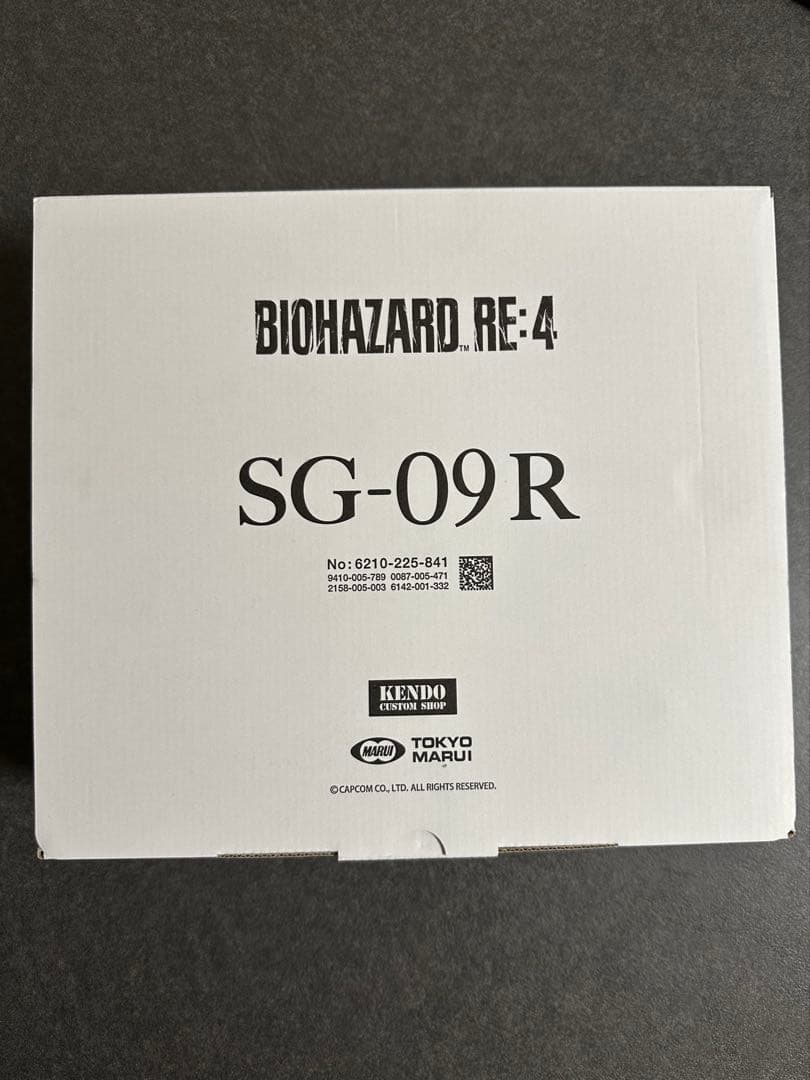 BIOHAZARD™ RE:4
SG-09 R
No: 6210-225-841
9410-005-789 0087-005-471
2158-005-003 6142-001-332
KENDO
CUSTOM SHOP
MARUI
TOKYO
MARUI
©CAPCOM CO., LTD. ALL RIGHTS RESERVED.